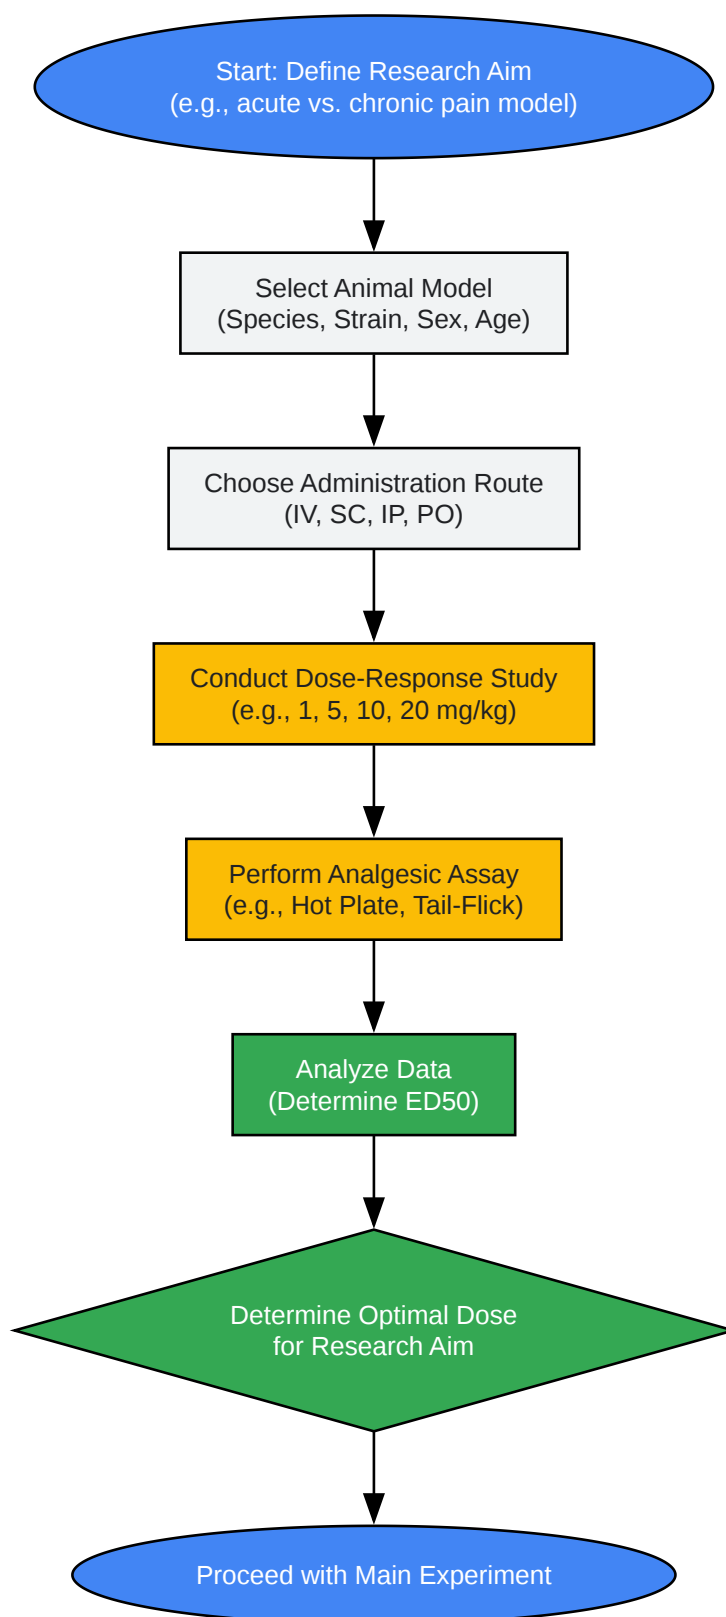 Start: Define Research Aim
(e.g., acute vs. chronic pain model)
Select Animal Model
(Species, Strain, Sex, Age)
Choose Administration Route
(IV, SC, IP, PO)
Conduct Dose-Response Study
(e.g., 1, 5, 10, 20 mg/kg)
Perform Analgesic Assay
(e.g., Hot Plate, Tail-Flick)
Analyze Data
(Determine ED50)
Determine Optimal Dose
for Research Aim
Proceed with Main Experiment